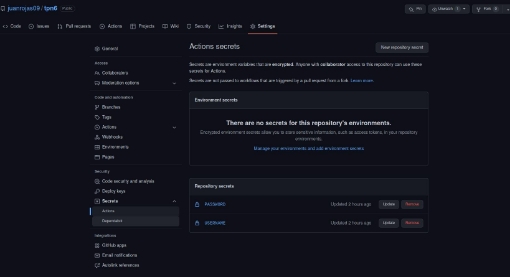 juanrojas09 / tpn6 Public
Pin
Unwatch 1
Fork 0
Code
Issues
Pull requests
Actions
Projects
Wiki
Security
Insights
Settings
General
Access
Collaborators
Moderation options
Code and automation
Branches
Tags
Actions
Webhooks
Environments
Pages
Security
Code security and analysis
Deploy keys
Secrets
Actions
Dependabot
Integrations
GitHub apps
Email notifications
Autolink references
Actions secrets
New repository secret
Secrets are environment variables that are encrypted. Anyone with collaborator access to this repository can use these
secrets for Actions.
Secrets are not passed to workflows that are triggered by a pull request from a fork. Learn more.
Environment secrets
There are no secrets for this repository's environments.
Encrypted environment secrets allow you to store sensitive information, such as access tokens, in your repository
environments.
Manage your environments and add environment secrets
Repository secrets
PASSWORD
Updated 2 hours ago
Update
Remove
USERNAME
Updated 2 hours ago
Update
Remove